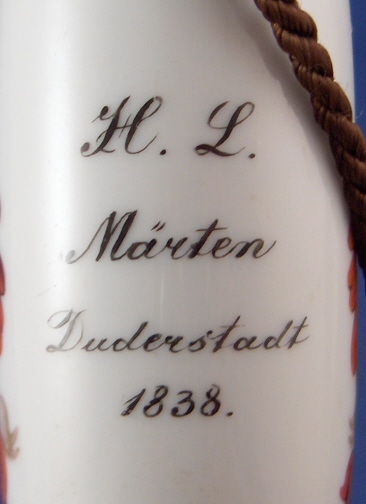 H. L.
Märten
Duderstadt
1838.